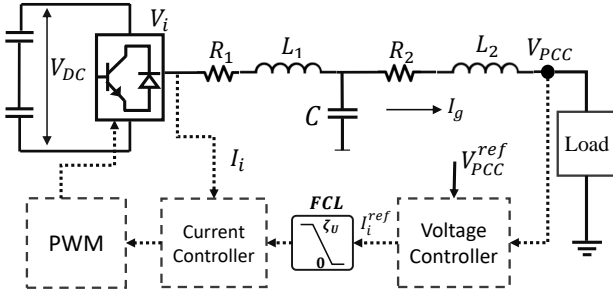 V_i
R_1
L_1
R_2
L_2
V_PCC
V_DC
C
I_g
Load
I_i
V_PCC^ref
FCL
ζ_U
0
I_i^ref
PWM
Current
Controller
Voltage
Controller